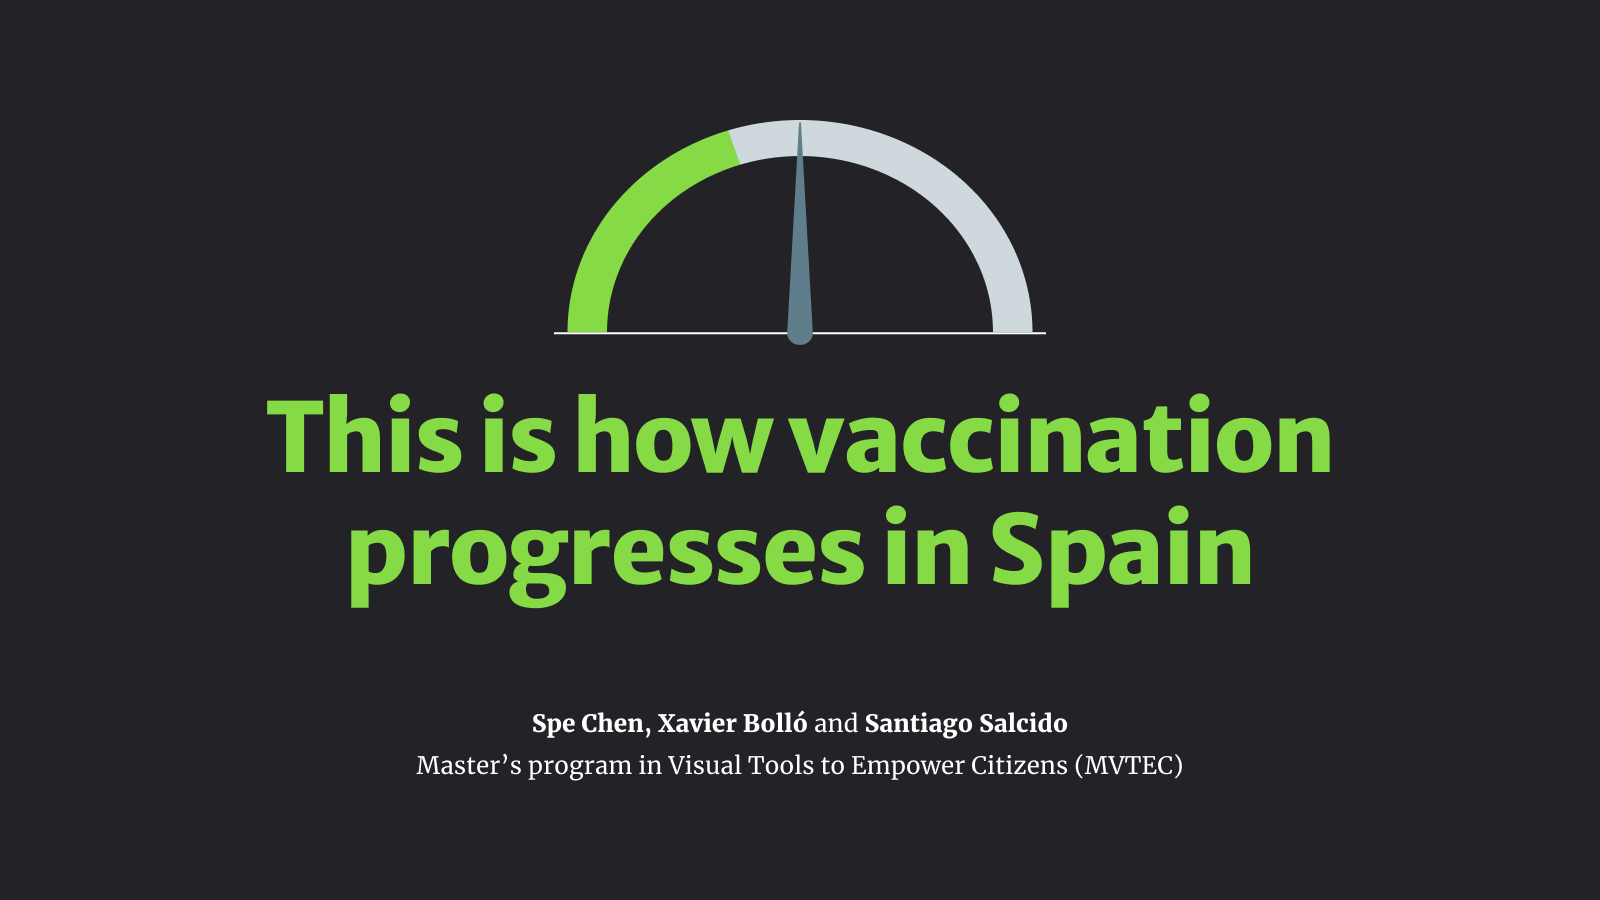 This is how vaccination
progresses in Spain
Spe Chen, Xavier Bolló and Santiago Salcido
Master’s program in Visual Tools to Empower Citizens (MVTEC)